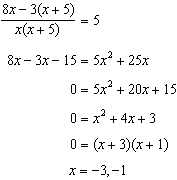 (8x − 3(x + 5)) / (x(x + 5)) = 5
8x − 3x − 15 = 5x² + 25x
0 = 5x² + 20x + 15
0 = x² + 4x + 3
0 = (x + 3)(x + 1)
x = −3, −1